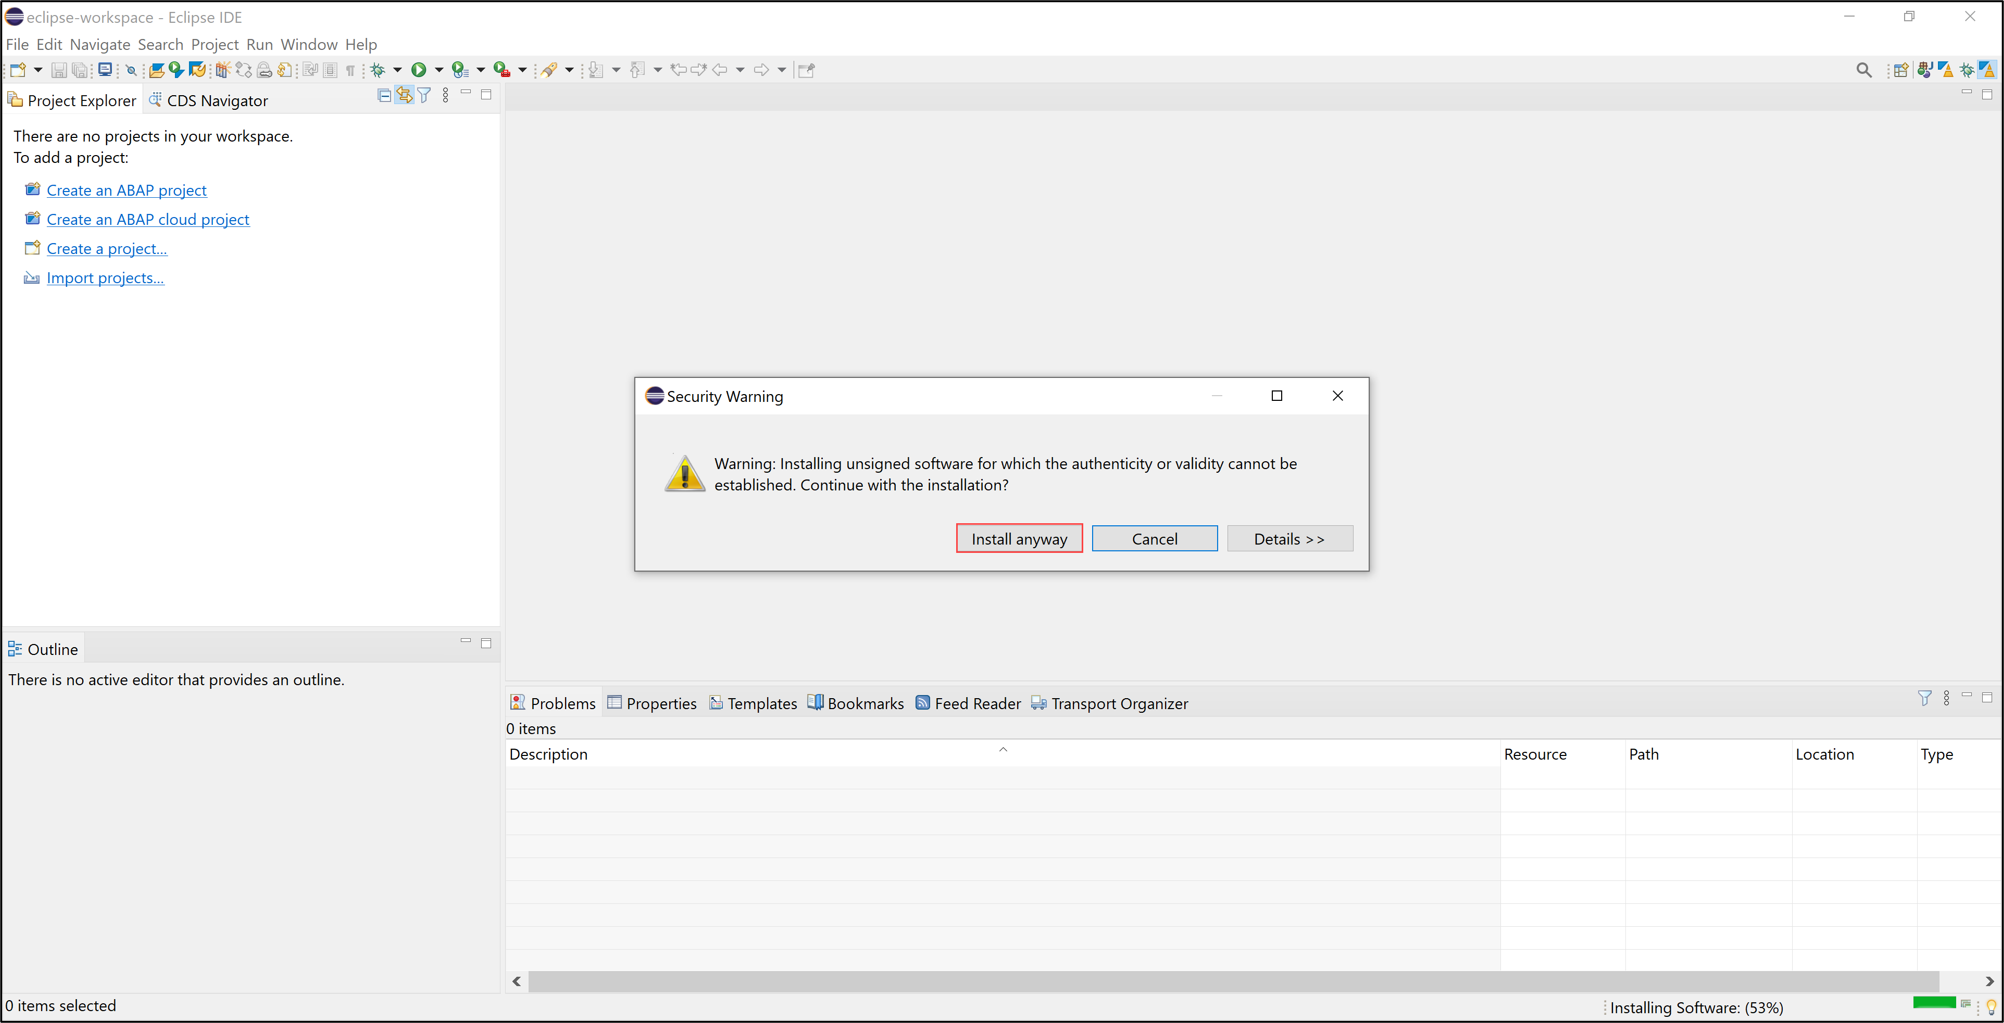 eclipse-workspace - Eclipse IDE
File Edit Navigate Search Project Run Window Help
Project Explorer CDS Navigator
There are no projects in your workspace.
To add a project:
Create an ABAP project
Create an ABAP cloud project
Create a project...
Import projects...
Security Warning
Warning: Installing unsigned software for which the authenticity or validity cannot be
established. Continue with the installation?
Install anyway Cancel Details >>
Outline
There is no active editor that provides an outline.
Problems Properties Templates Bookmarks Feed Reader Transport Organizer
0 items
Description Resource Path Location Type
0 items selected
Installing Software: (53%)